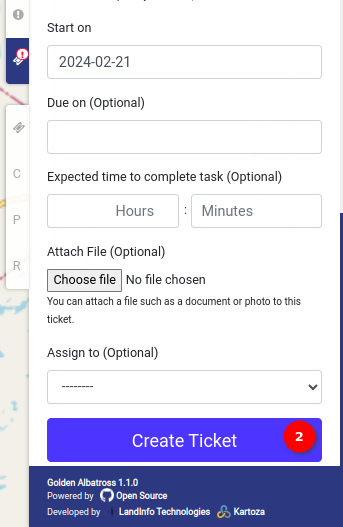 Start on
2024-02-21
Due on (Optional)
Expected time to complete task (Optional)
Hours : Minutes
Attach File (Optional)
Choose file No file chosen
You can attach a file such as a document or photo to this
ticket.
Assign to (Optional)
--------
Create Ticket 2
C
P
R
Golden Albatross 1.1.0
Powered by Open Source
Developed by LandInfo Technologies Kartoza